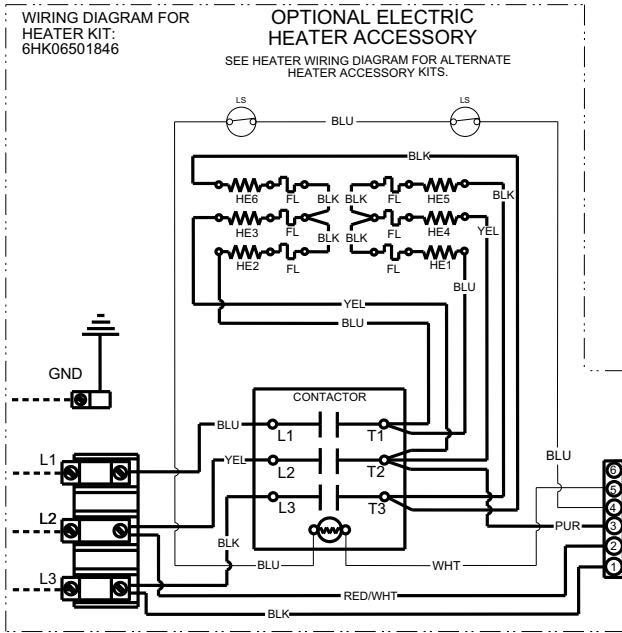 WIRING DIAGRAM FOR
HEATER KIT:
6HK06501846
OPTIONAL ELECTRIC
HEATER ACCESSORY
SEE HEATER WIRING DIAGRAM FOR ALTERNATE
HEATER ACCESSORY KITS.
LS
LS
BLU
BLK
HE6
FL
BLK
BLK
FL
HE5
BLK
HE3
FL
BLK
BLK
FL
HE4
YEL
HE2
FL
FL
HE1
BLU
YEL
BLU
GND
CONTACTOR
L1
BLU
L1
T1
YEL
L2
T2
BLU
L2
L3
T3
BLK
PUR
L3
BLU
WHT
RED/WHT
BLK
6
5
4
3
2
1